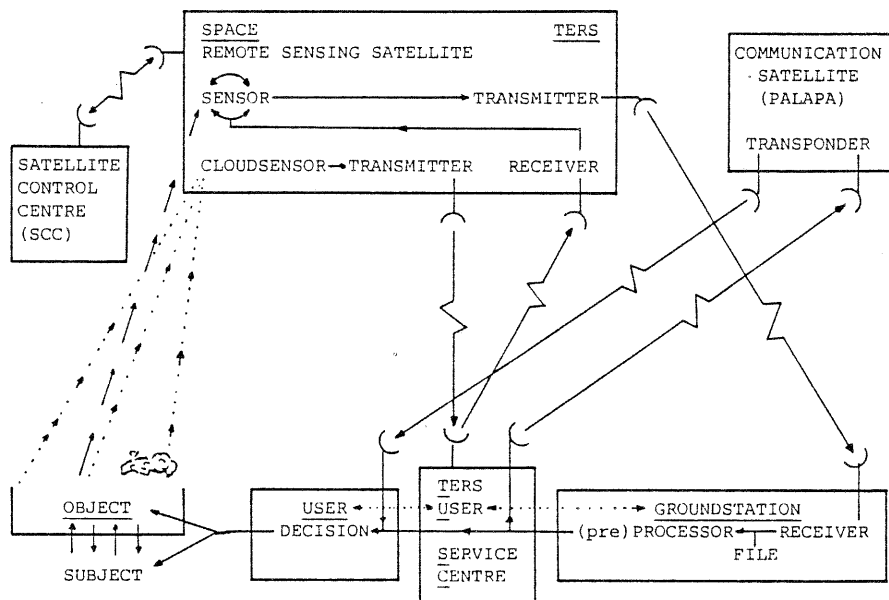 SPACE TERS
REMOTE SENSING SATELLITE
SENSOR TRANSMITTER
CLOUDSENSOR TRANSMITTER RECEIVER
COMMUNICATION
SATELLITE
(PALAPA)
TRANSPONDER
SATELLITE
CONTROL
CENTRE
(SCC)
OBJECT
SUBJECT
USER
DECISION
TERS
USER
SERVICE
CENTRE
GROUNDSTATION
(pre)PROCESSOR RECEIVER
FILE